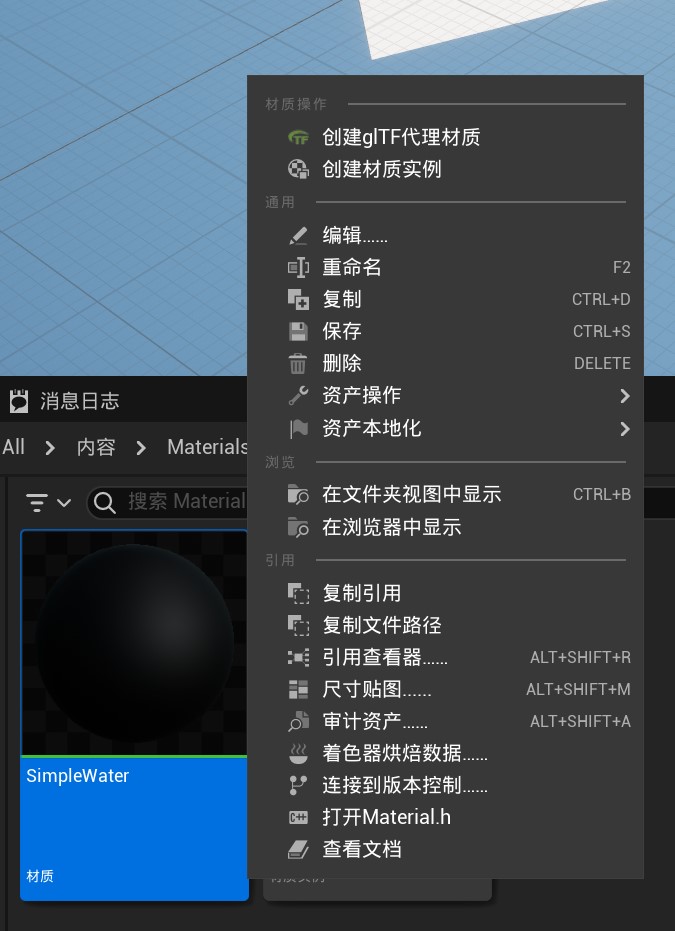 材质操作
创建glTF代理材质
创建材质实例
通用
编辑......
重命名 F2
复制 CTRL+D
保存 CTRL+S
删除 DELETE
资产操作
资产本地化
浏览
在文件夹视图中显示 CTRL+B
在浏览器中显示
引用
复制引用
复制文件路径
引用查看器...... ALT+SHIFT+R
尺寸贴图...... ALT+SHIFT+M
审计资产...... ALT+SHIFT+A
着色器烘焙数据......
连接到版本控制......
打开Material.h
查看文档
消息日志
All 内容 Materials
搜索 Material
SimpleWater
材质
材质实例